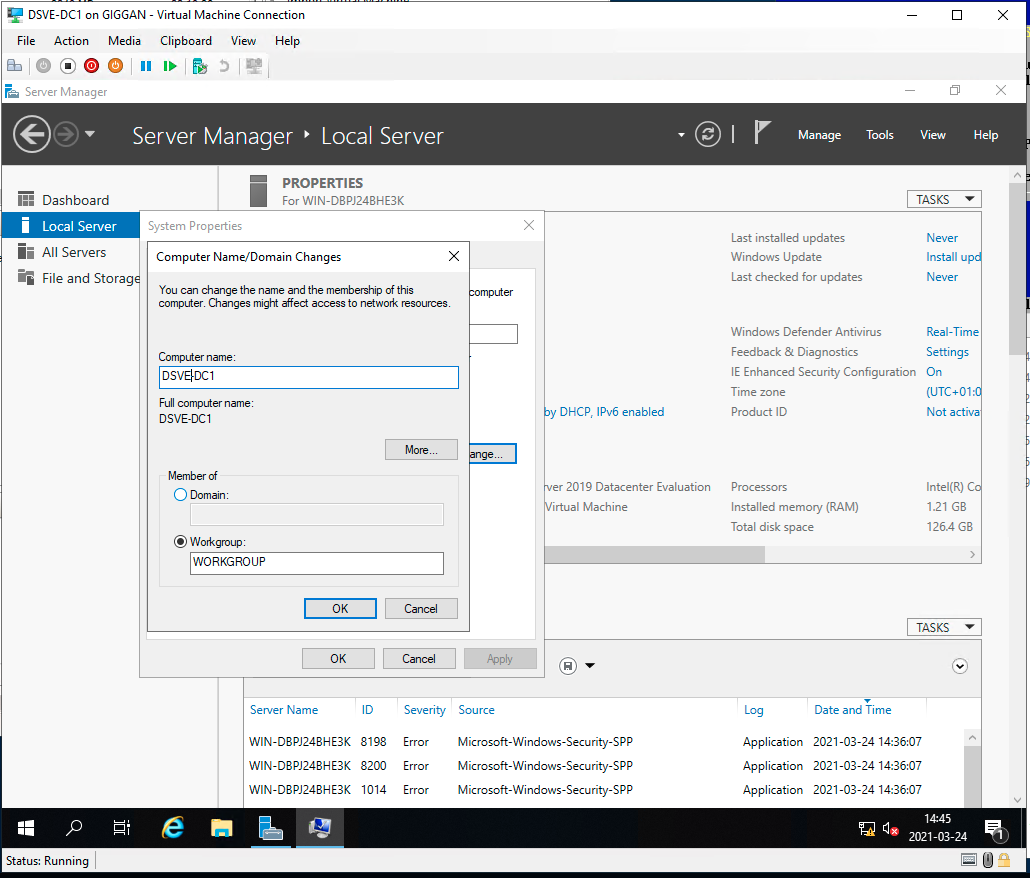 DSVE-DC1 on GIGGAN - Virtual Machine Connection
File Action Media Clipboard View Help
Server Manager
Server Manager • Local Server
Manage Tools View Help
Dashboard
Local Server
All Servers
File and Storage
PROPERTIES
For WIN-DBPJ24BHE3K
TASKS
System Properties
Computer Name/Domain Changes
You can change the name and the membership of this
computer. Changes might affect access to network resources.
Computer name:
DSVE-DC1
Full computer name:
DSVE-DC1
More...
Member of
Domain:
Workgroup:
WORKGROUP
OK Cancel
computer
ange...
OK Cancel Apply
Last installed updates Never
Windows Update Install upd
Last checked for updates Never
Windows Defender Antivirus Real-Time
Feedback & Diagnostics Settings
IE Enhanced Security Configuration On
Time zone (UTC+01:0
by DHCP, IPv6 enabled Product ID Not activa
ver 2019 Datacenter Evaluation Processors Intel(R) Co
Virtual Machine Installed memory (RAM) 1.21 GB
Total disk space 126.4 GB
TASKS
Server Name ID Severity Source Log Date and Time
WIN-DBPJ24BHE3K 8198 Error Microsoft-Windows-Security-SPP Application 2021-03-24 14:36:07
WIN-DBPJ24BHE3K 8200 Error Microsoft-Windows-Security-SPP Application 2021-03-24 14:36:07
WIN-DBPJ24BHE3K 1014 Error Microsoft-Windows-Security-SPP Application 2021-03-24 14:36:07
14:45
2021-03-24
1
Status: Running